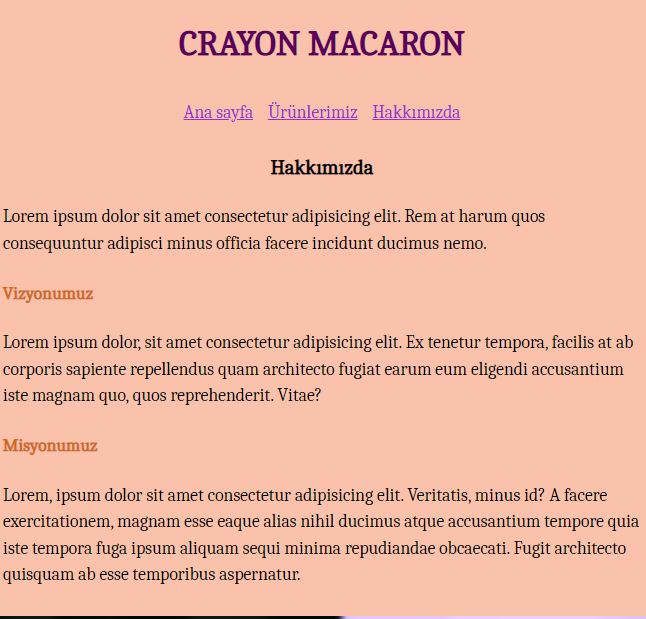 CRAYON MACARON
Ana sayfa Ürünlerimiz Hakkımızda
Hakkımızda
Lorem ipsum dolor sit amet consectetur adipisicing elit. Rem at harum quos
consequuntur adipisci minus officia facere incidunt ducimus nemo.
Vizyonumuz
Lorem ipsum dolor, sit amet consectetur adipisicing elit. Ex tenetur tempora, facilis at ab
corporis sapiente repellendus quam architecto fugiat earum eum eligendi accusantium
iste magnam quo, quos reprehenderit. Vitae?
Misyonumuz
Lorem, ipsum dolor sit amet consectetur adipisicing elit. Veritatis, minus id? A facere
exercitationem, magnam esse eaque alias nihil ducimus atque accusantium tempore quia
iste tempora fuga ipsum aliquam sequi minima repudiandae obcaecati. Fugit architecto
quisquam ab esse temporibus aspernatur.